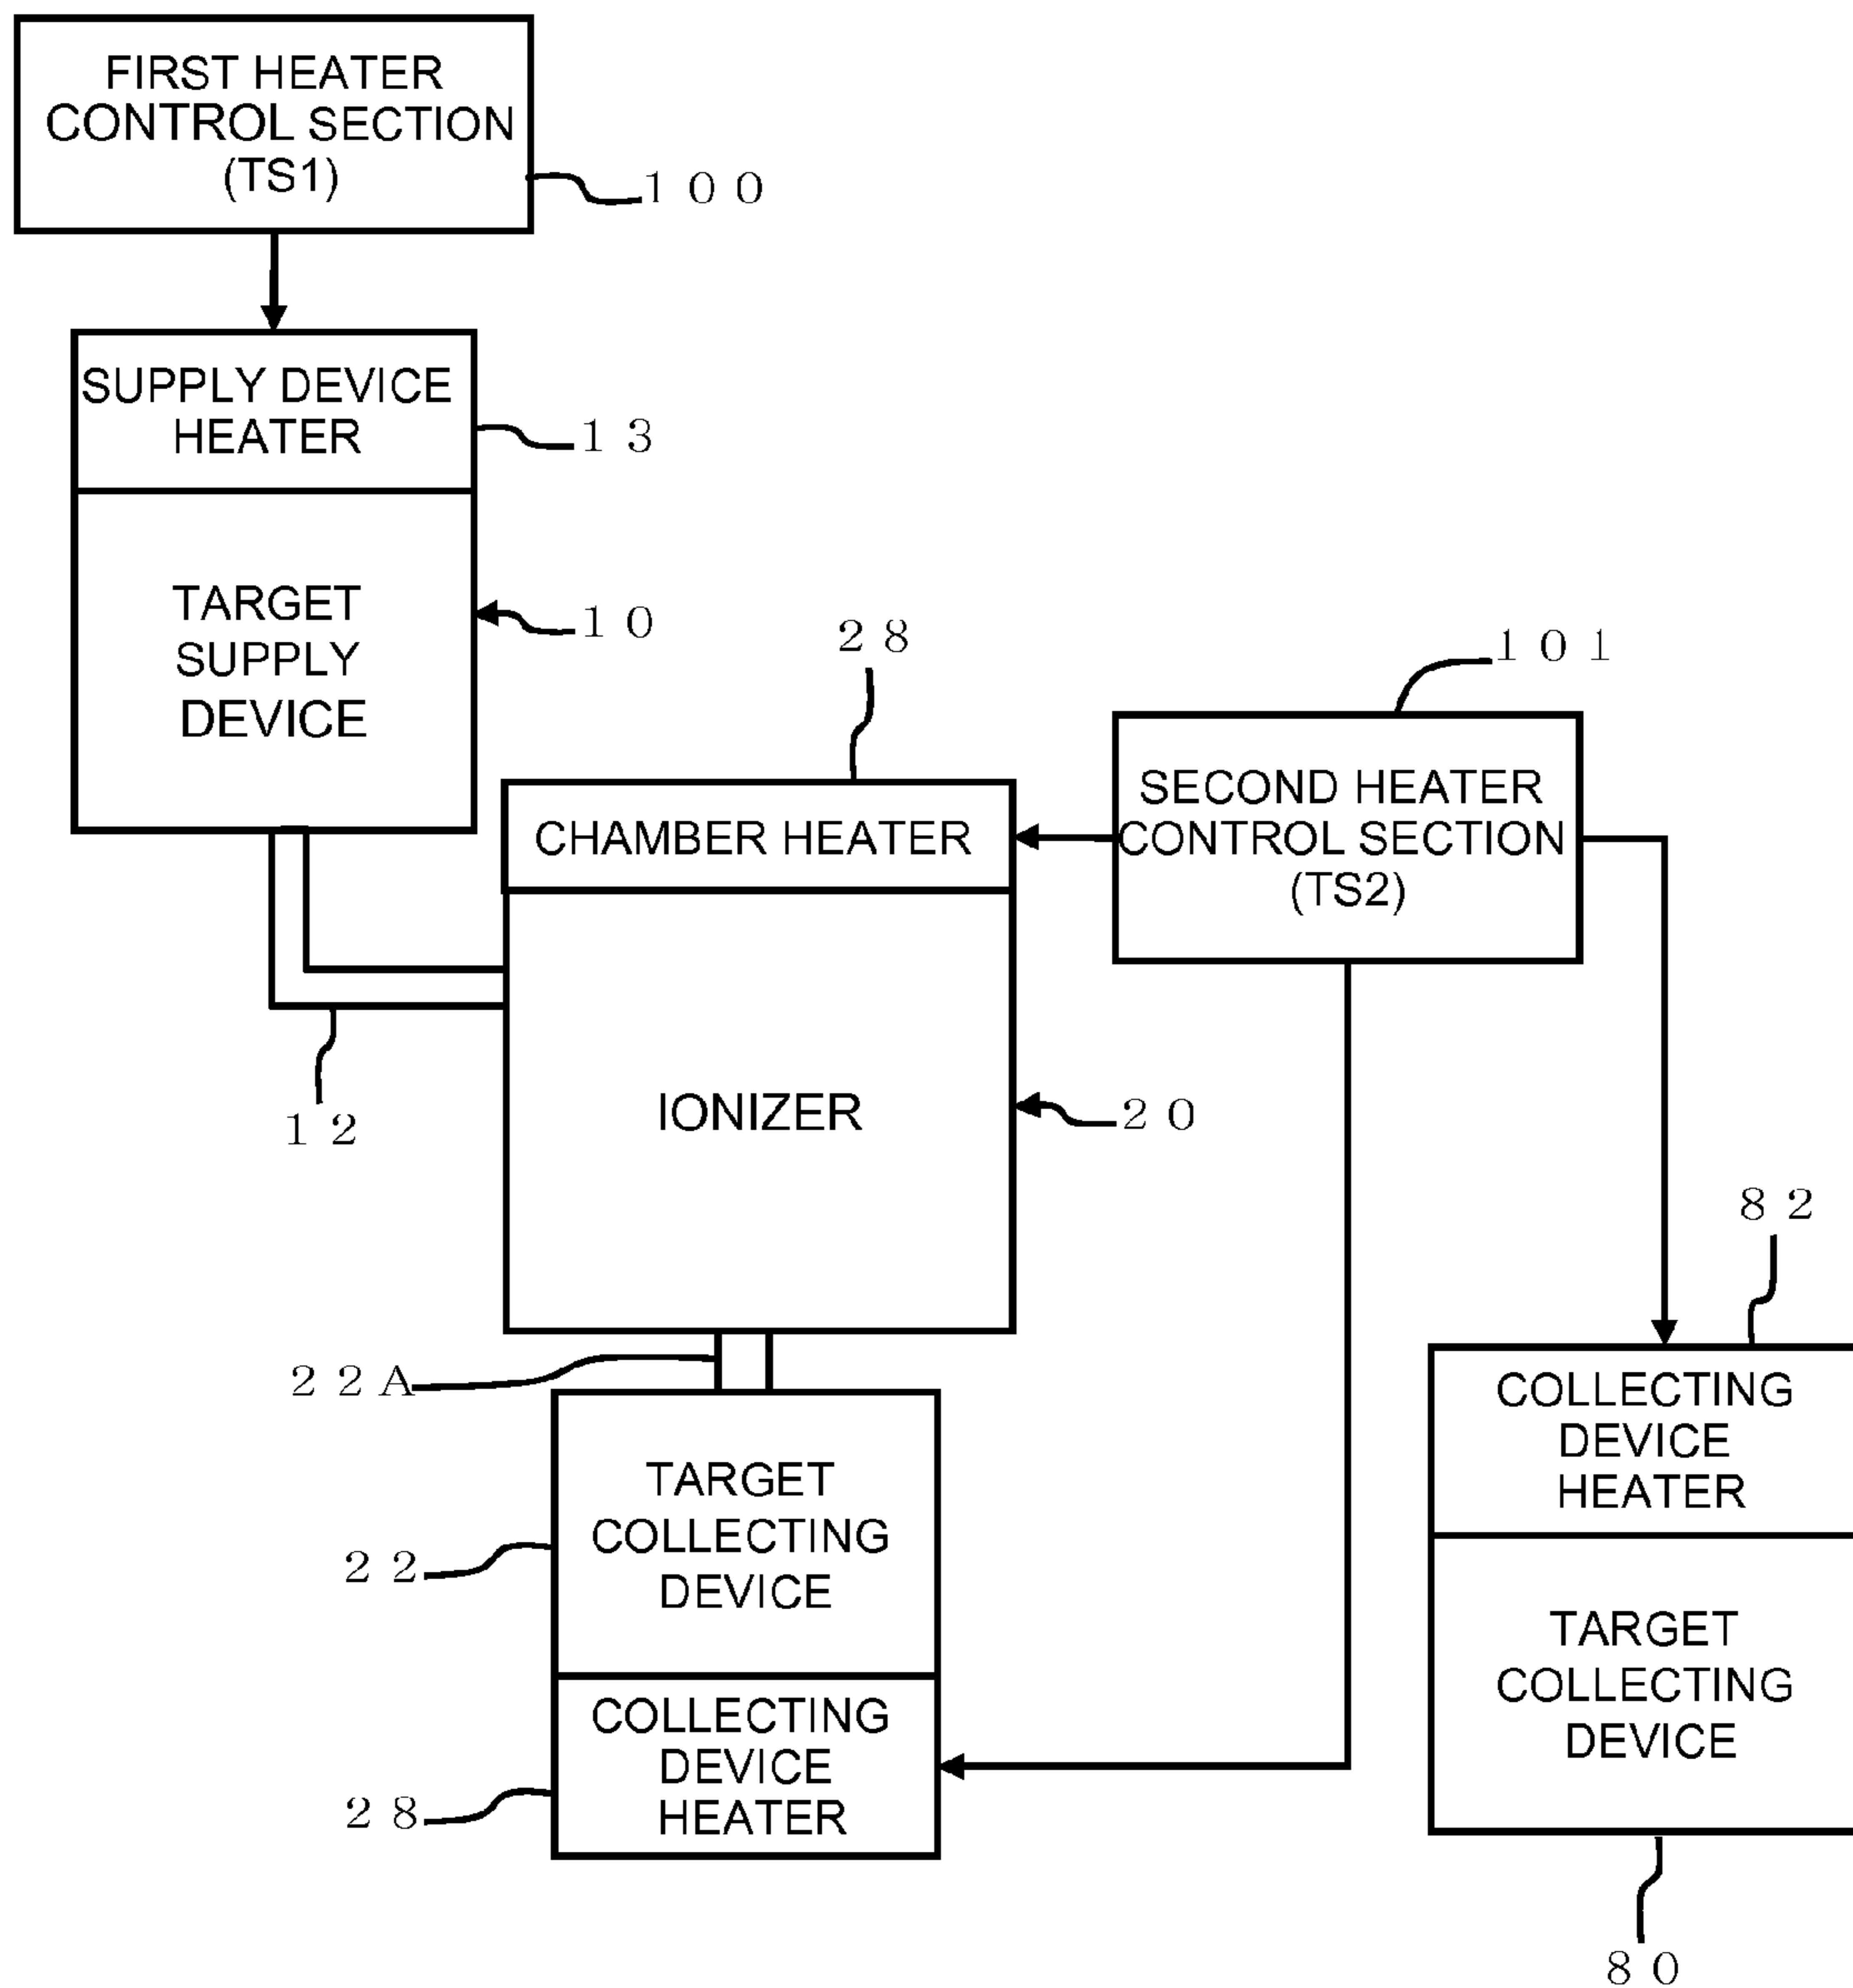 FIRST HEATER
CONTROL SECTION
(TS1)
100
SUPPLY DEVICE
HEATER
13
TARGET
SUPPLY
DEVICE
10
28
101
CHAMBER HEATER
SECOND HEATER
CONTROL SECTION
(TS2)
12
IONIZER
20
82
22A
COLLECTING
DEVICE
HEATER
TARGET
COLLECTING
DEVICE
22
TARGET
COLLECTING
DEVICE
COLLECTING
DEVICE
HEATER
28
80